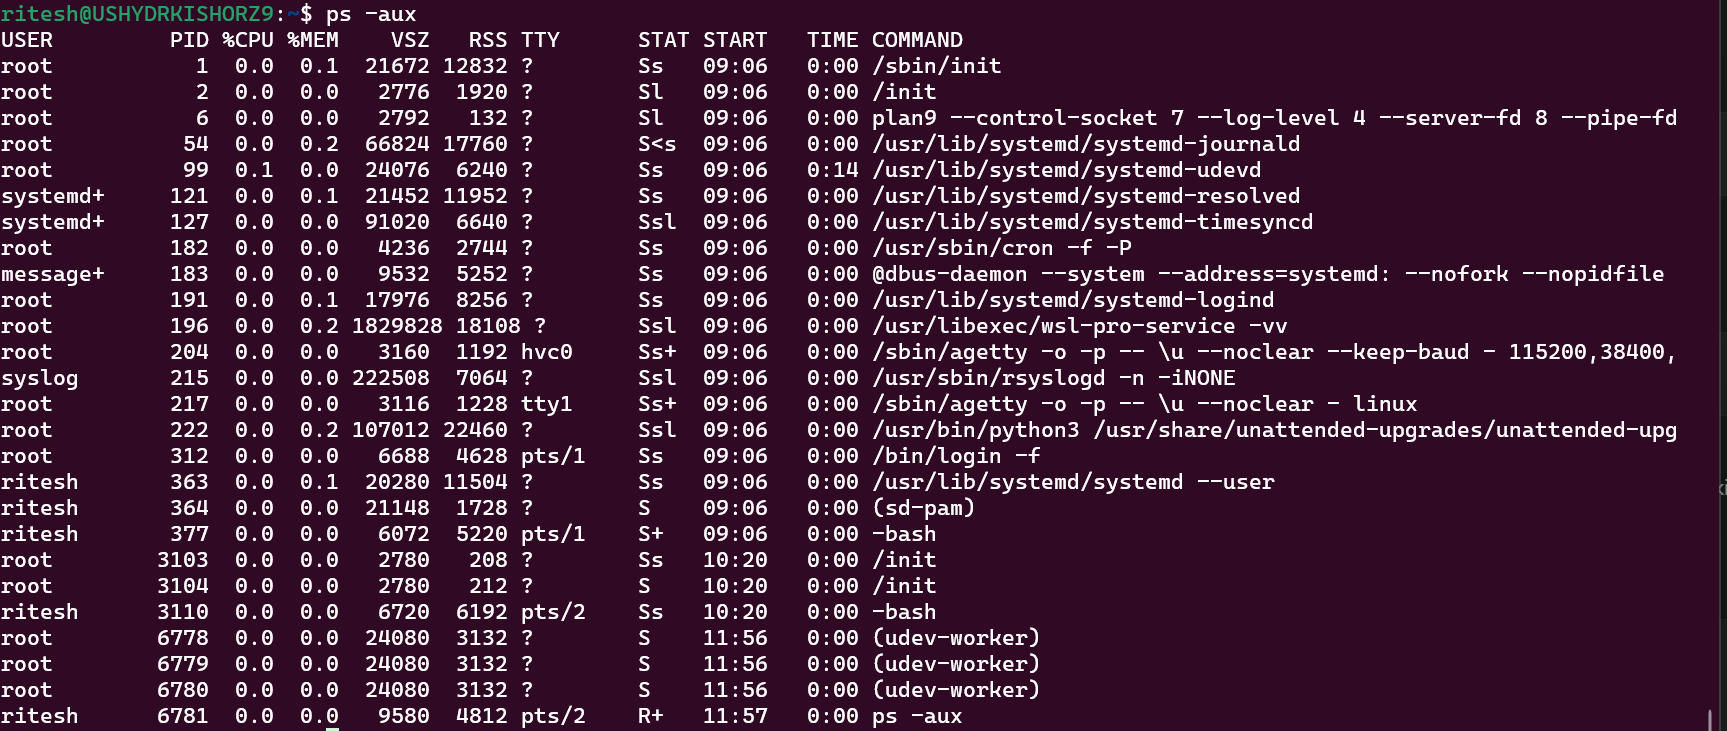 ritesh@USHYDRKISHORZ9:~$ ps -aux
USER         PID %CPU %MEM    VSZ   RSS TTY      STAT START   TIME COMMAND
root           1  0.0  0.1  21672 12832 ?        Ss   09:06   0:00 /sbin/init
root           2  0.0  0.0   2776  1920 ?        Sl   09:06   0:00 /init
root           6  0.0  0.0   2792   132 ?        Sl   09:06   0:00 plan9 --control-socket 7 --log-level 4 --server-fd 8 --pipe-fd
root          54  0.0  0.2  66824 17760 ?        S<s  09:06   0:00 /usr/lib/systemd/systemd-journald
root          99  0.1  0.0  24076  6240 ?        Ss   09:06   0:14 /usr/lib/systemd/systemd-udevd
systemd+     121  0.0  0.1  21452 11952 ?        Ss   09:06   0:00 /usr/lib/systemd/systemd-resolved
systemd+     127  0.0  0.0  91020  6640 ?        Ssl  09:06   0:00 /usr/lib/systemd/systemd-timesyncd
root         182  0.0  0.0   4236  2744 ?        Ss   09:06   0:00 /usr/sbin/cron -f -P
message+     183  0.0  0.0   9532  5252 ?        Ss   09:06   0:00 @dbus-daemon --system --address=systemd: --nofork --nopidfile
root         191  0.0  0.1  17976  8256 ?        Ss   09:06   0:00 /usr/lib/systemd/systemd-logind
root         196  0.0  0.2 1829828 18108 ?       Ssl  09:06   0:00 /usr/libexec/wsl-pro-service -vv
root         204  0.0  0.0   3160  1192 hvc0     Ss+  09:06   0:00 /sbin/agetty -o -p -- \u --noclear --keep-baud - 115200,38400,
syslog       215  0.0  0.0 222508  7064 ?        Ssl  09:06   0:00 /usr/sbin/rsyslogd -n -iNONE
root         217  0.0  0.0   3116  1228 tty1     Ss+  09:06   0:00 /sbin/agetty -o -p -- \u --noclear - linux
root         222  0.0  0.2 107012 22460 ?        Ssl  09:06   0:00 /usr/bin/python3 /usr/share/unattended-upgrades/unattended-upg
root         312  0.0  0.0   6688  4628 pts/1    Ss   09:06   0:00 /bin/login -f
ritesh       363  0.0  0.1  20280 11504 ?        Ss   09:06   0:00 /usr/lib/systemd/systemd --user
ritesh       364  0.0  0.0  21148  1728 ?        S    09:06   0:00 (sd-pam)
ritesh       377  0.0  0.0   6072  5220 pts/1    S+   09:06   0:00 -bash
root        3103  0.0  0.0   2780   208 ?        Ss   10:20   0:00 /init
root        3104  0.0  0.0   2780   212 ?        S    10:20   0:00 /init
ritesh      3110  0.0  0.0   6720  6192 pts/2    Ss   10:20   0:00 -bash
root        6778  0.0  0.0  24080  3132 ?        S    11:56   0:00 (udev-worker)
root        6779  0.0  0.0  24080  3132 ?        S    11:56   0:00 (udev-worker)
root        6780  0.0  0.0  24080  3132 ?        S    11:56   0:00 (udev-worker)
ritesh      6781  0.0  0.0   9580  4812 pts/2    R+   11:57   0:00 ps -aux